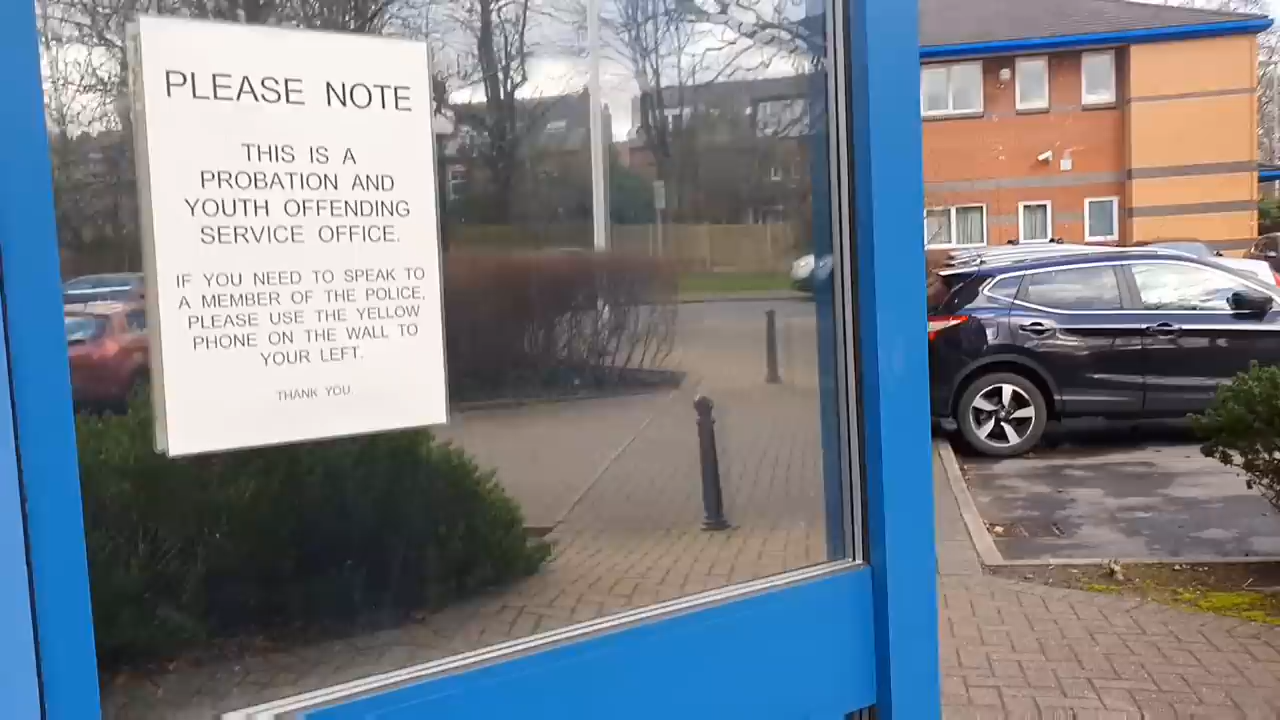 PLEASE NOTE
THIS IS A
PROBATION AND
YOUTH OFFENDING
SERVICE OFFICE.
IF YOU NEED TO SPEAK TO
A MEMBER OF THE POLICE,
PLEASE USE THE YELLOW
PHONE ON THE WALL TO
YOUR LEFT.
THANK YOU.